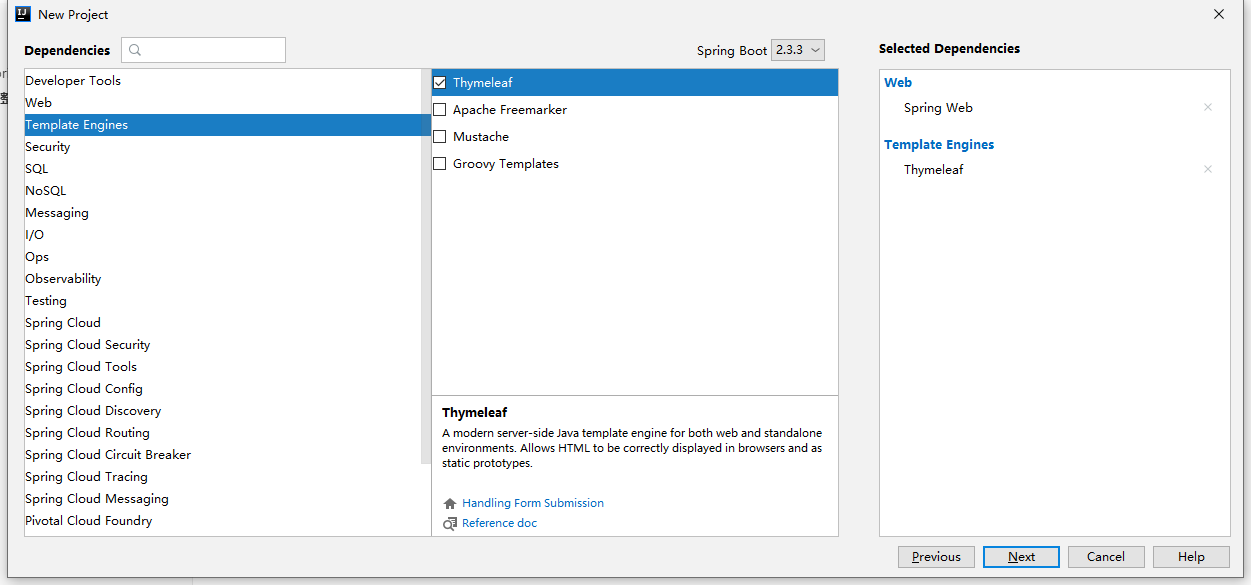 New Project
Dependencies
Spring Boot 2.3.3
Selected Dependencies
Developer Tools
Web
Template Engines
Security
SQL
NoSQL
Messaging
I/O
Ops
Observability
Testing
Spring Cloud
Spring Cloud Security
Spring Cloud Tools
Spring Cloud Config
Spring Cloud Discovery
Spring Cloud Routing
Spring Cloud Circuit Breaker
Spring Cloud Tracing
Spring Cloud Messaging
Pivotal Cloud Foundry
Thymeleaf
Apache Freemarker
Mustache
Groovy Templates
Thymeleaf
A modern server-side Java template engine for both web and standalone
environments. Allows HTML to be correctly displayed in browsers and as
static prototypes.
Handling Form Submission
Reference doc
Web
Spring Web
Template Engines
Thymeleaf
Previous
Next
Cancel
Help